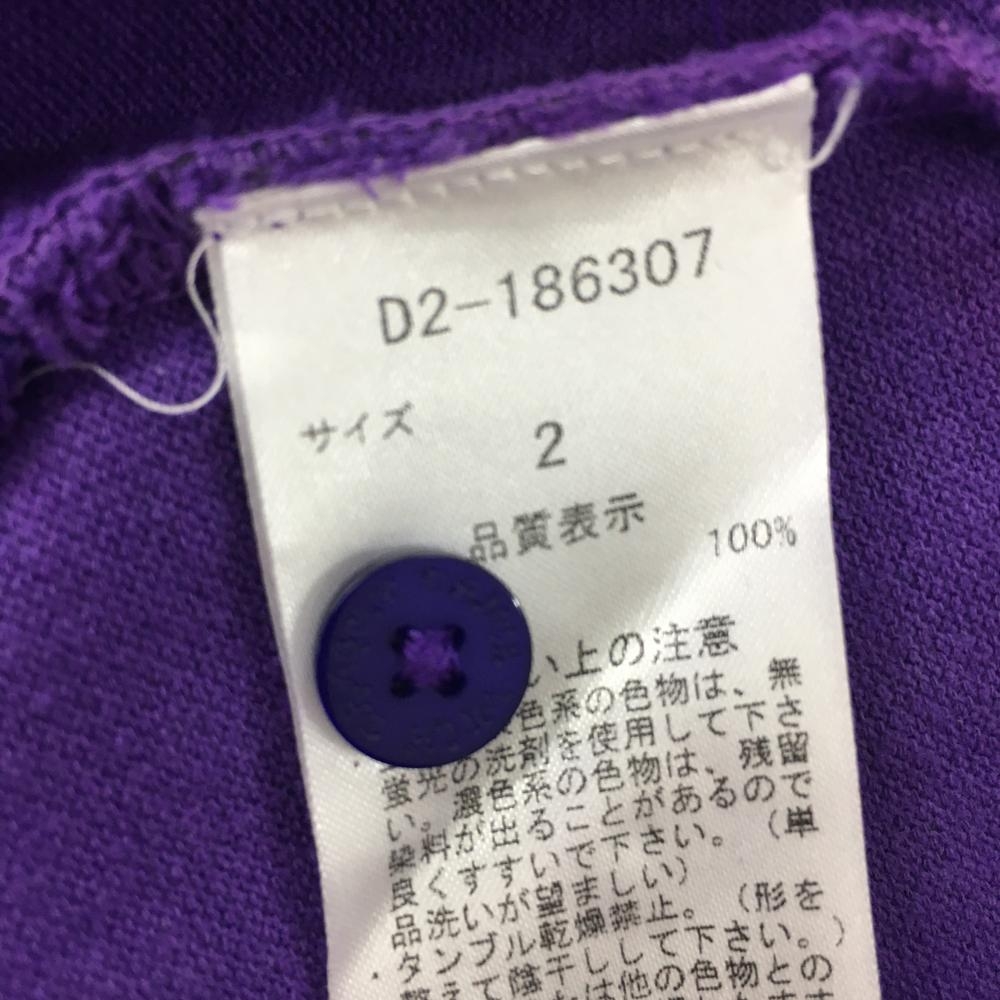 D2-186307
サイズ 2
品質表示
100%
い上の注意
色系の色物は、無
蛍光の洗剤を使用して下さ
い。濃色系の色物は、残留
染料が出ることがあるので
良くすすいで下さい。(単
品洗いが望ましい)
・タンブル乾燥禁止。(形を
えて陰干しして下さい。)
は他の色物との